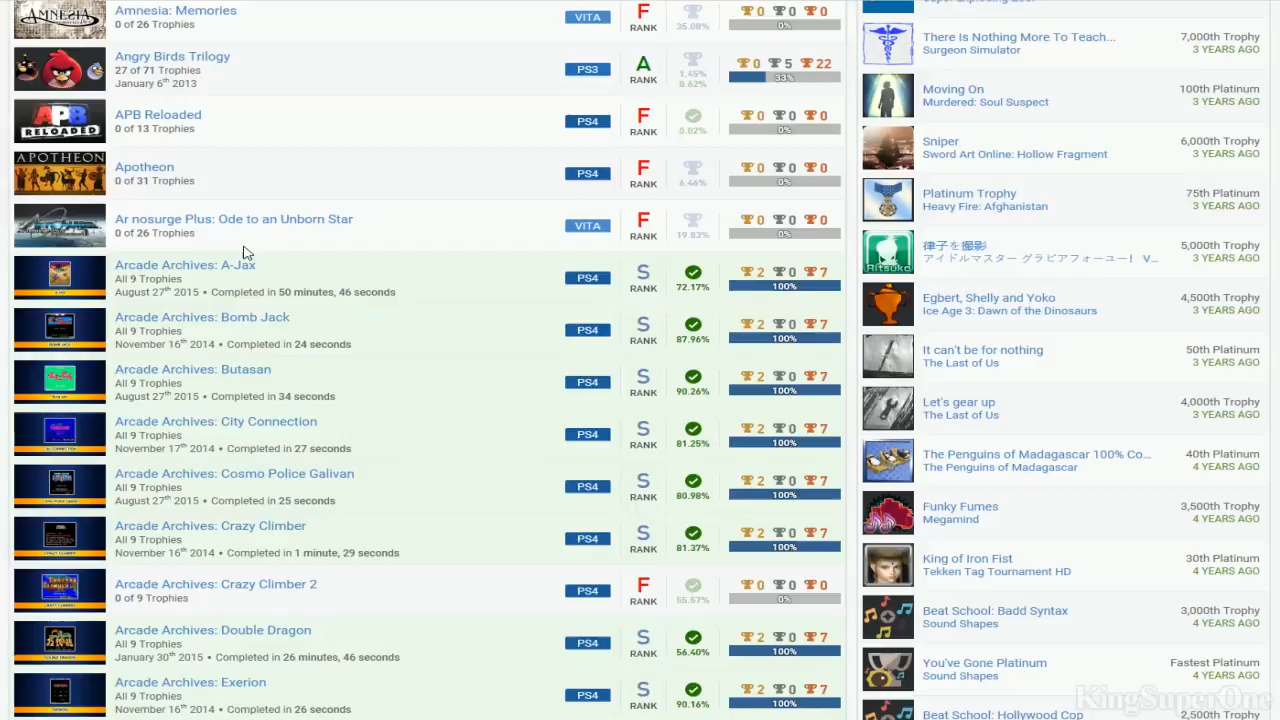 Amnesia: Memories
0 of 26 Trophies
VITA
F
RANK
35.08%
0 0 0
0%
Angry Birds Trilogy
27 of 71 Trophies
January 6th 2013
PS3
A
RANK
1.45%
0.62%
0 5 22
33%
APB RELOADED
APB Reloaded
0 of 13 Trophies
PS4
F
RANK
0.02%
0 0 0
0%
APOTHEON
Apotheon
0 of 31 Trophies
PS4
F
RANK
6.46%
0 0 0
0%
Ar nosurge Plus: Ode to an Unborn Star
0 of 26 Trophies
VITA
F
RANK
19.83%
0 0 0
0%
Arcade Archives: A-Jax
All 9 Trophies
August 27th 2015 • Completed in 50 minutes, 46 seconds
PS4
S
RANK
72.17%
2 0 7
100%
Arcade Archives: Bomb Jack
All 9 Trophies
November 16th 2014 • Completed in 24 seconds
PS4
S
RANK
87.96%
2 0 7
100%
Arcade Archives: Butasan
All 9 Trophies
August 27th 2015 • Completed in 34 seconds
PS4
S
RANK
90.26%
2 0 7
100%
Arcade Archives: City Connection
All 9 Trophies
November 17th 2014 • Completed in 27 seconds
PS4
S
RANK
81.25%
2 0 7
100%
Arcade Archives: Cosmo Police Galivan
All 9 Trophies
August 27th 2015 • Completed in 25 seconds
PS4
S
RANK
80.98%
2 0 7
100%
Arcade Archives: Crazy Climber
All 9 Trophies
November 16th 2014 • Completed in 1 minute, 29 seconds
PS4
S
RANK
81.37%
2 0 7
100%
Arcade Archives: Crazy Climber 2
0 of 9 Trophies
PS4
F
RANK
55.57%
0 0 0
0%
Arcade Archives: Double Dragon
All 9 Trophies
January 30th 2015 • Completed in 26 minutes, 46 seconds
PS4
S
RANK
56.40%
2 0 7
100%
Arcade Archives: Exerion
All 9 Trophies
November 16th 2014 • Completed in 26 seconds
PS4
S
RANK
90.16%
2 0 7
100%
There Is Nothing More To Teach...
Surgeon Simulator
7,000th Trophy
3 YEARS AGO
Moving On
Murdered: Soul Suspect
100th Platinum
3 YEARS AGO
Sniper
Sword Art Online: Hollow Fragment
6,000th Trophy
3 YEARS AGO
Platinum Trophy
Heavy Fire: Afghanistan
75th Platinum
3 YEARS AGO
Ritsuko
律子を撮影
アイドルマスター グラビアフォーユー! V...
5,000th Trophy
3 YEARS AGO
Egbert, Shelly and Yoko
Ice Age 3: Dawn of the Dinosaurs
4,500th Trophy
3 YEARS AGO
It can't be for nothing
The Last of Us
50th Platinum
3 YEARS AGO
Let's gear up
The Last of Us
4,000th Trophy
3 YEARS AGO
The Penguins of Madagascar 100% Co...
The Penguins of Madagascar
40th Platinum
4 YEARS AGO
Funky Fumes
Megamind
3,500th Trophy
4 YEARS AGO
King of Iron Fist
Tekken Tag Tournament HD
30th Platinum
4 YEARS AGO
Beat School: Badd Syntax
Sound Shapes
3,000th Trophy
4 YEARS AGO
You've Gone Platinum
Sound Shapes
Fastest Platinum
4 YEARS AGO
Beat School: Hollywood Cop
KingSuperOne